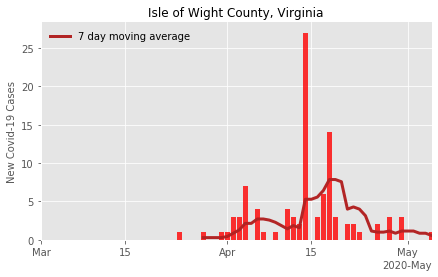 Isle of Wight County, Virginia
7 day moving average
New Covid-19 Cases
25
20
15
10
5
0
Mar 15 Apr 15 May
2020-May